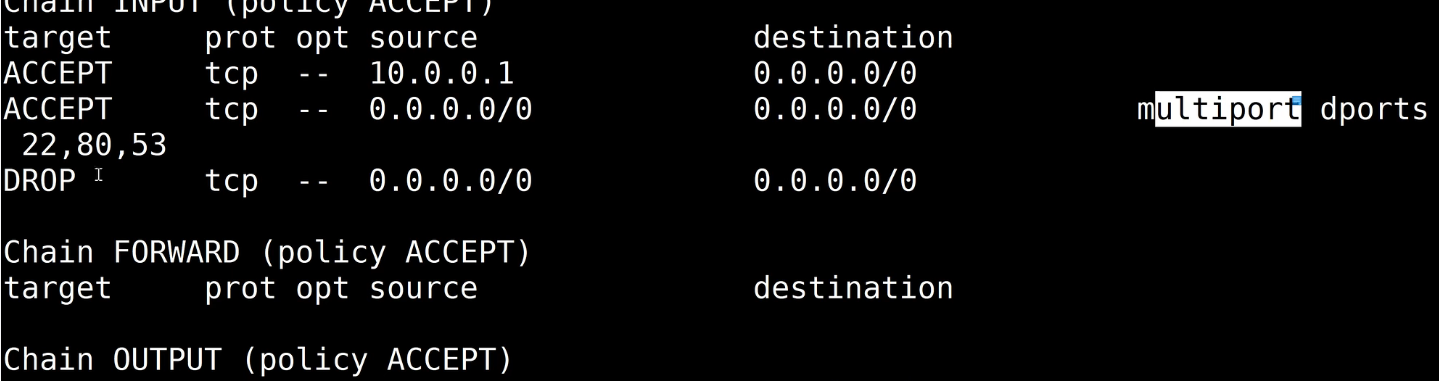 Chain INPUT (policy ACCEPT)
target     prot opt source               destination
ACCEPT     tcp  --  10.0.0.1             0.0.0.0/0
ACCEPT     tcp  --  0.0.0.0/0            0.0.0.0/0            multiport dports
 22,80,53
DROP       tcp  --  0.0.0.0/0            0.0.0.0/0
Chain FORWARD (policy ACCEPT)
target     prot opt source               destination
Chain OUTPUT (policy ACCEPT)